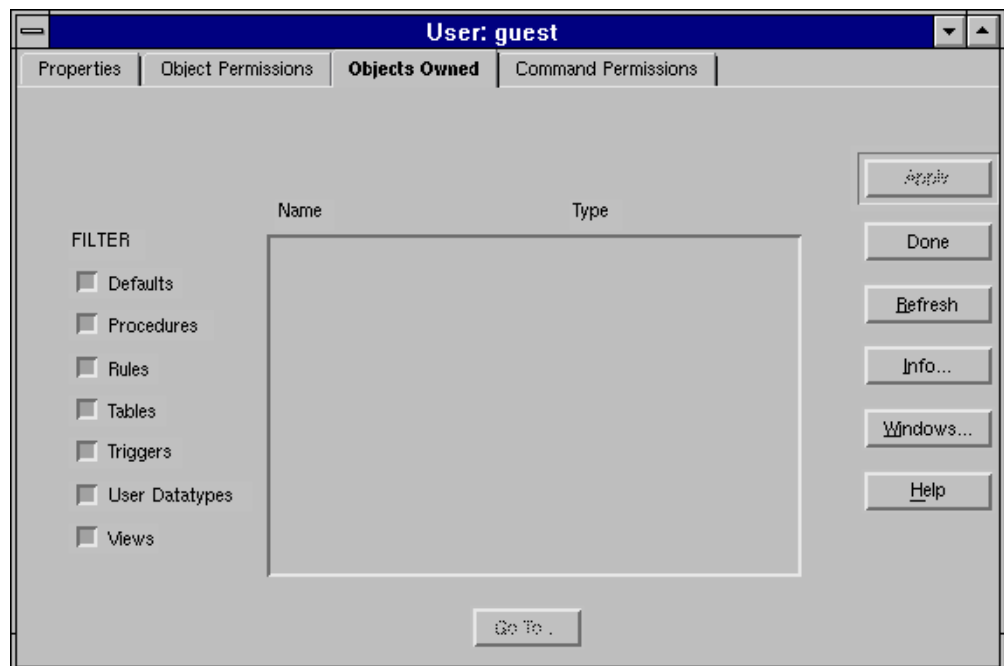 User: guest
Properties Object Permissions Objects Owned Command Permissions
Apply
Name Type
FILTER
Done
Defaults
Refresh
Procedures
Rules
Info...
Tables
Windows...
Triggers
User Datatypes
Help
Views
Go To .